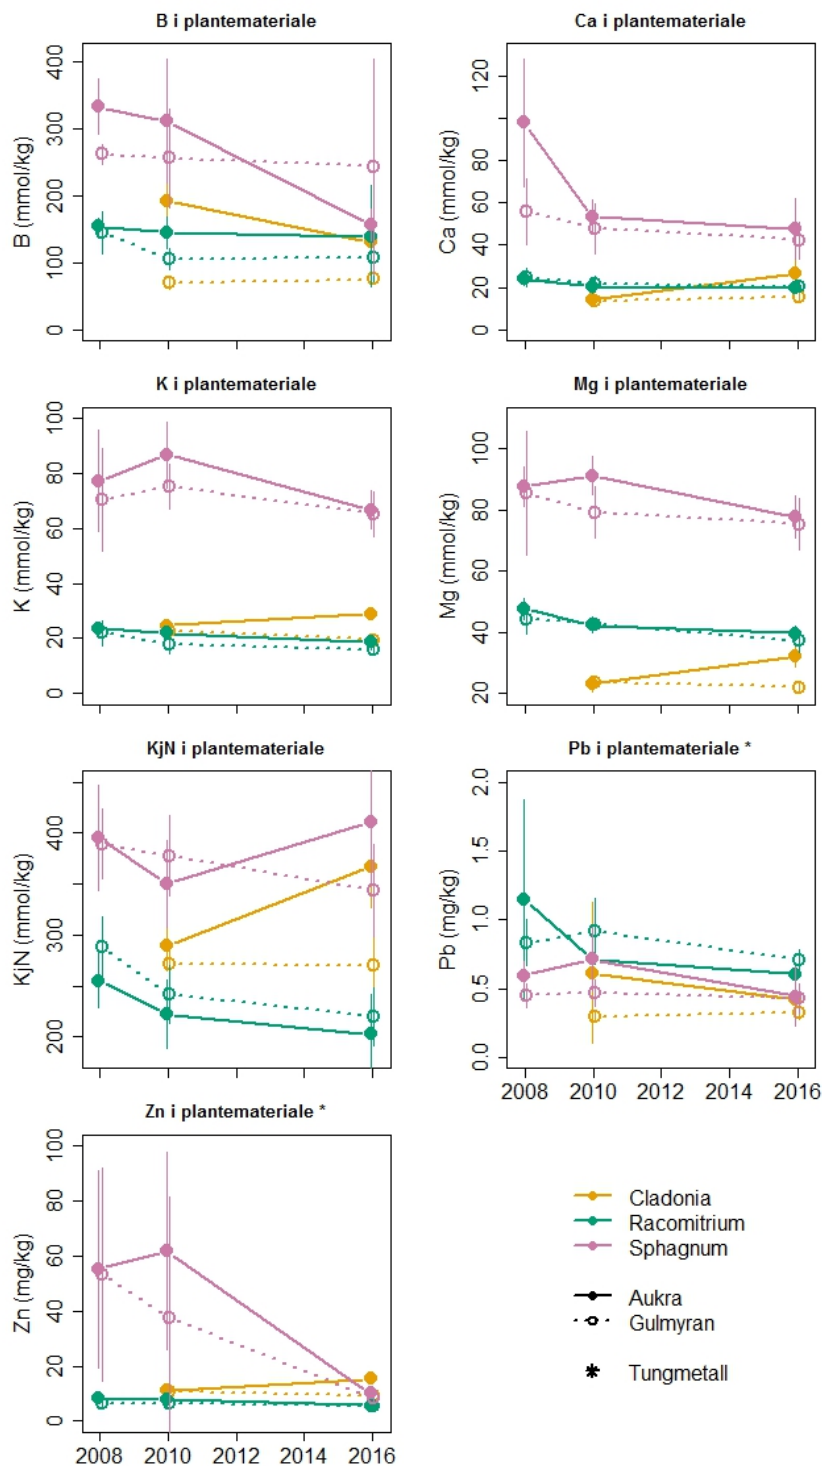 B i plantemateriale
B (mmol/kg)
0 100 200 300 400
Ca i plantemateriale
Ca (mmol/kg)
0 20 40 60 80 120
K i plantemateriale
K (mmol/kg)
0 20 40 60 80 100
Mg i plantemateriale
Mg (mmol/kg)
20 40 60 80 100
KjN i plantemateriale
KjN (mmol/kg)
200 300 400
Pb i plantemateriale *
Pb (mg/kg)
0.0 0.5 1.0 1.5 2.0
2008 2010 2012 2014 2016
Zn i plantemateriale *
Zn (mg/kg)
0 20 40 60 80 100
2008 2010 2012 2014 2016
Cladonia
Racomitrium
Sphagnum
Aukra
Gulmyran
* Tungmetall